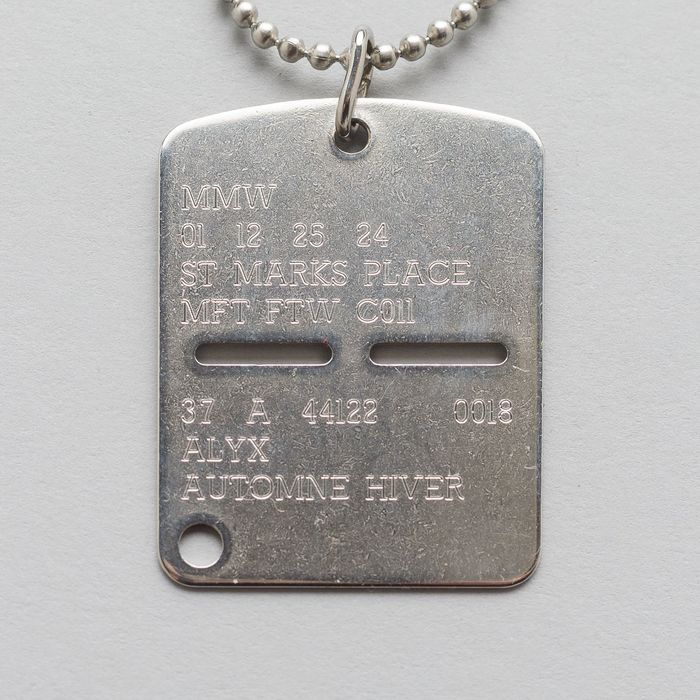 MMW
01 12 25 24
ST MARKS PLACE
MFT FTW C011
37 A 44122 0018
ALYX
AUTOMNE HIVER